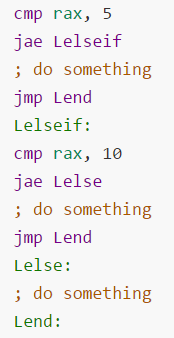 cmp rax, 5
jae Lelseif
; do something
jmp Lend
Lelseif:
cmp rax, 10
jae Lelse
; do something
jmp Lend
Lelse:
; do something
Lend: